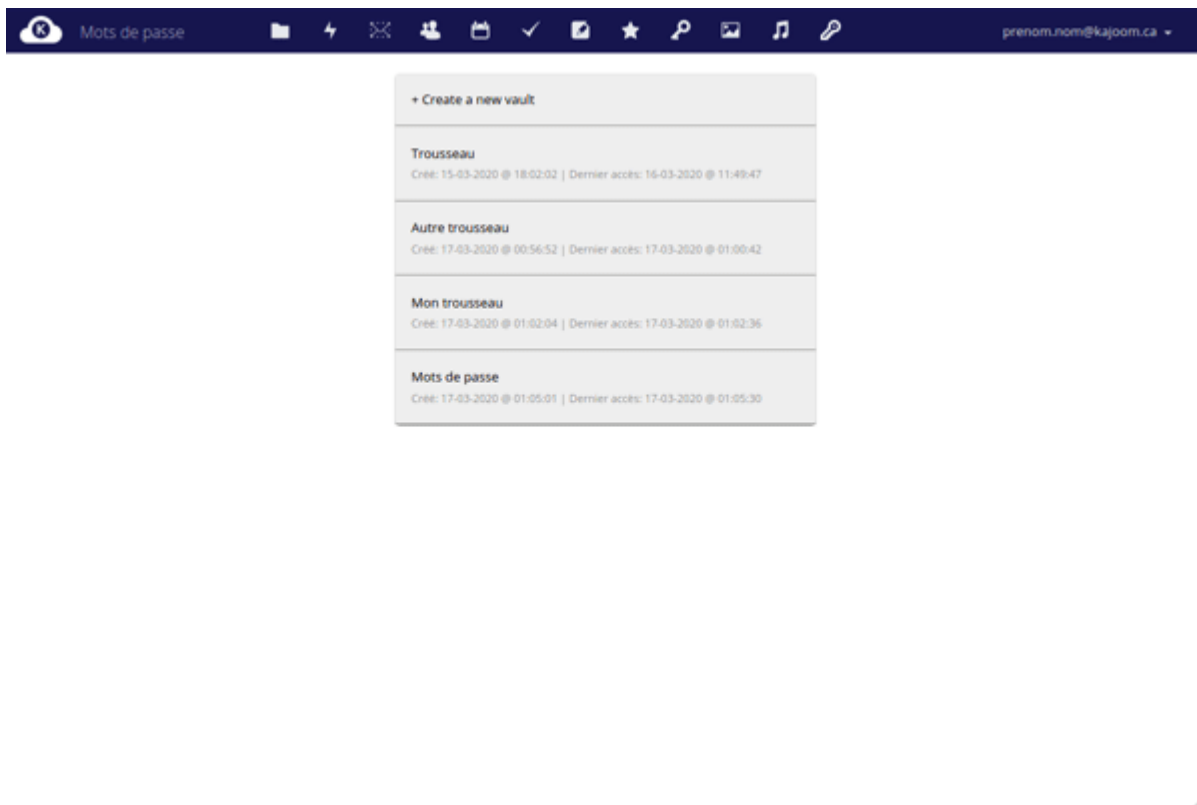 K
Mots de passe
prenom.nom@kajoom.ca
+ Create a new vault
Trousseau
Créé: 15-03-2020 @ 18:02:02 | Dernier accès: 16-03-2020 @ 11:49:47
Autre trousseau
Créé: 17-03-2020 @ 00:56:52 | Dernier accès: 17-03-2020 @ 01:00:42
Mon trousseau
Créé: 17-03-2020 @ 01:02:04 | Dernier accès: 17-03-2020 @ 01:02:36
Mots de passe
Créé: 17-03-2020 @ 01:05:01 | Dernier accès: 17-03-2020 @ 01:05:30